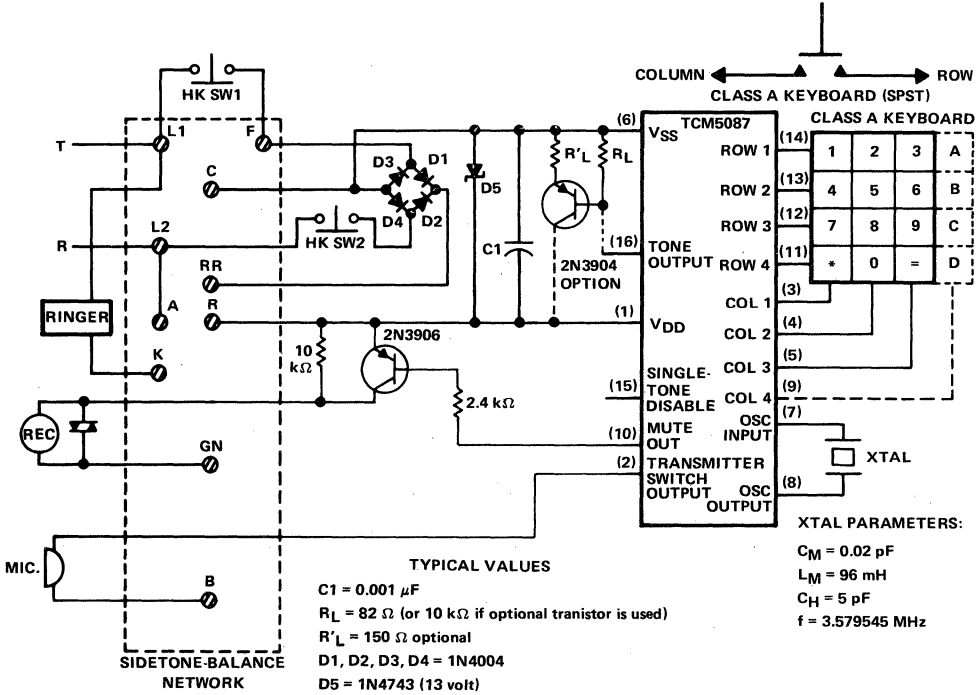 COLUMN
ROW
CLASS A KEYBOARD (SPST)
HK SW1
TCM5087
CLASS A KEYBOARD
T
L1
F
(6)
VSS
(14)
ROW 1
1 2 3 A
D3
D1
R'L
RL
C
D5
(13)
ROW 2
4 5 6 B
D4
D2
(12)
ROW 3
7 8 9 C
R
L2
HK SW2
C1
(16)
TONE
OUTPUT
(11)
ROW 4
* 0 = D
2N3904
OPTION
RR
(3)
COL 1
RINGER
A
R
(1)
VDD
(4)
COL 2
10
kΩ
2N3906
K
(5)
COL 3
(15)
SINGLE-
TONE
DISABLE
(9)
COL 4
REC
2.4 kΩ
(7)
OSC
INPUT
(10)
MUTE
OUT
GN
(2)
TRANSMITTER
SWITCH
OUTPUT
XTAL
(8)
OSC
OUTPUT
MIC.
B
XTAL PARAMETERS:
CM = 0.02 pF
LM = 96 mH
CH = 5 pF
f = 3.579545 MHz
TYPICAL VALUES
C1 = 0.001 μF
RL = 82 Ω (or 10 kΩ if optional tranistor is used)
R'L = 150 Ω optional
D1, D2, D3, D4 = 1N4004
D5 = 1N4743 (13 volt)
SIDETONE-BALANCE
NETWORK